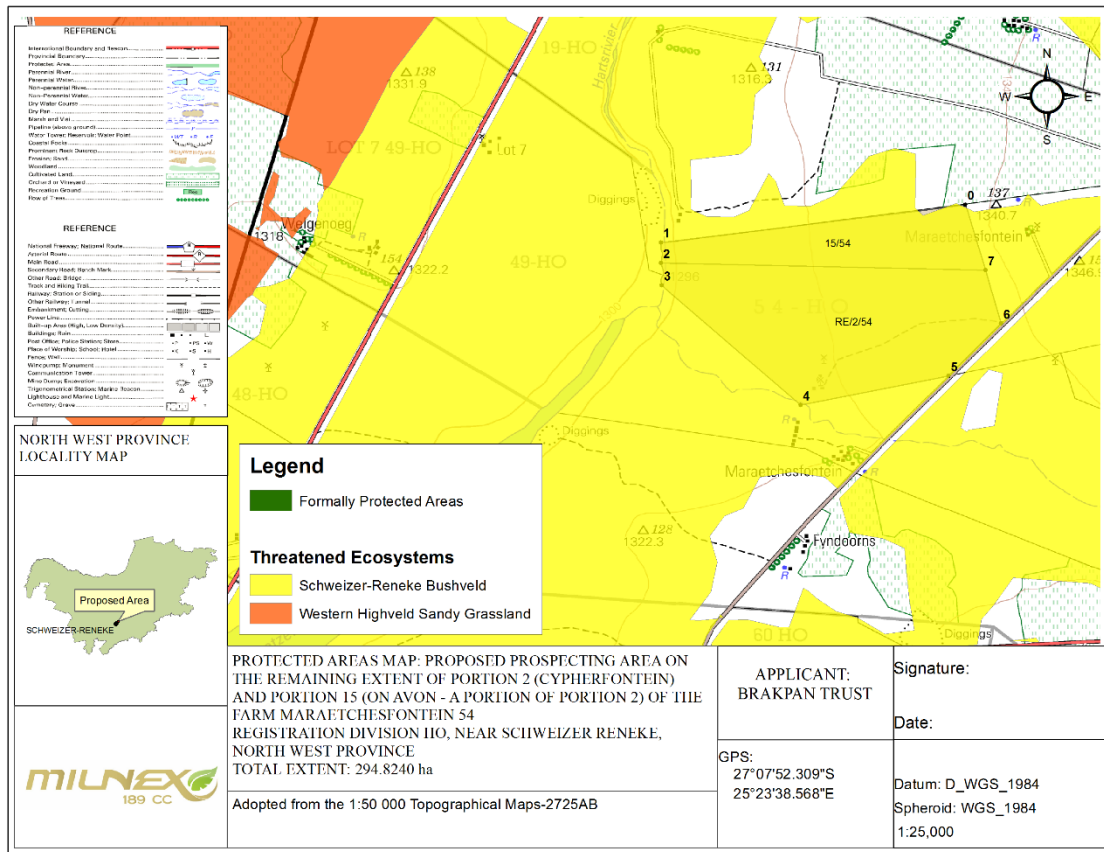 REFERENCE
International Boundary and Beacon
Provincial Boundary
Protected Area
Perennial River
Perennial Water
Non-perennial River
Non-Perennial Water
Dry Water Course
Dry Pan
Marsh and Vlei
Pipeline (above ground)
Water Tower; Reservoir; Water Point
Coastal Rocks
Prominent Rock Outcrop
Erosion; Sand
Woodland
Cultivated Land
Orchard or Vineyard
Recreation Ground
Row of Trees
REFERENCE
National Freeway; National Route
Arterial Route
Main Road
Secondary Road; Bench Mark
Other Road; Bridge
Track and Hiking Trail
Railway; Station or Siding
Other Railway; Tunnel
Embankment; Cutting
Power Line
Built-up Area (High, Low Density)
Buildings; Ruin
Post Office; Police Station; Store
Place of Worship; School; Hotel
Fence; Wall
Windpump; Monument
Communication Tower
Mine Dump; Excavation
Trigonometrical Station; Marine Beacon
Lighthouse and Marine Light
Cemetery; Grave
19-HO
138
1331.9
131
1316.3
LOT 7 49-HO
Lot 7
Hartsrivier
Diggings
N
W E
S
0
137
R
1340.7
Maraetchesfontein
Welgenoeg
1318
R
154
1322.2
49-HO
1
2
3
1298
15/54
7
1346.9
5 4 - HO
RE/2/54
6
5
4
48-HO
Diggings
R
Maraetchesfontein
R
128
1322.3
Fyndoorns
R
60 HO
Diggings
Legend
Formally Protected Areas
Threatened Ecosystems
Schweizer-Reneke Bushveld
Western Highveld Sandy Grassland
NORTH WEST PROVINCE
LOCALITY MAP
Proposed Area
SCHWEIZER-RENEKE
MILNEX
189 CC
PROTECTED AREAS MAP: PROPOSED PROSPECTING AREA ON
THE REMAINING EXTENT OF PORTION 2 (CYPHERFONTEIN)
AND PORTION 15 (ON AVON - A PORTION OF PORTION 2) OF THE
FARM MARAETCHESFONTEIN 54
REGISTRATION DIVISION HO, NEAR SCHWEIZER RENEKE,
NORTH WEST PROVINCE
TOTAL EXTENT: 294.8240 ha
Adopted from the 1:50 000 Topographical Maps-2725AB
APPLICANT:
BRAKPAN TRUST
GPS:
27°07'52.309"S
25°23'38.568"E
Signature:
Date:
Datum: D_WGS_1984
Spheroid: WGS_1984
1:25,000